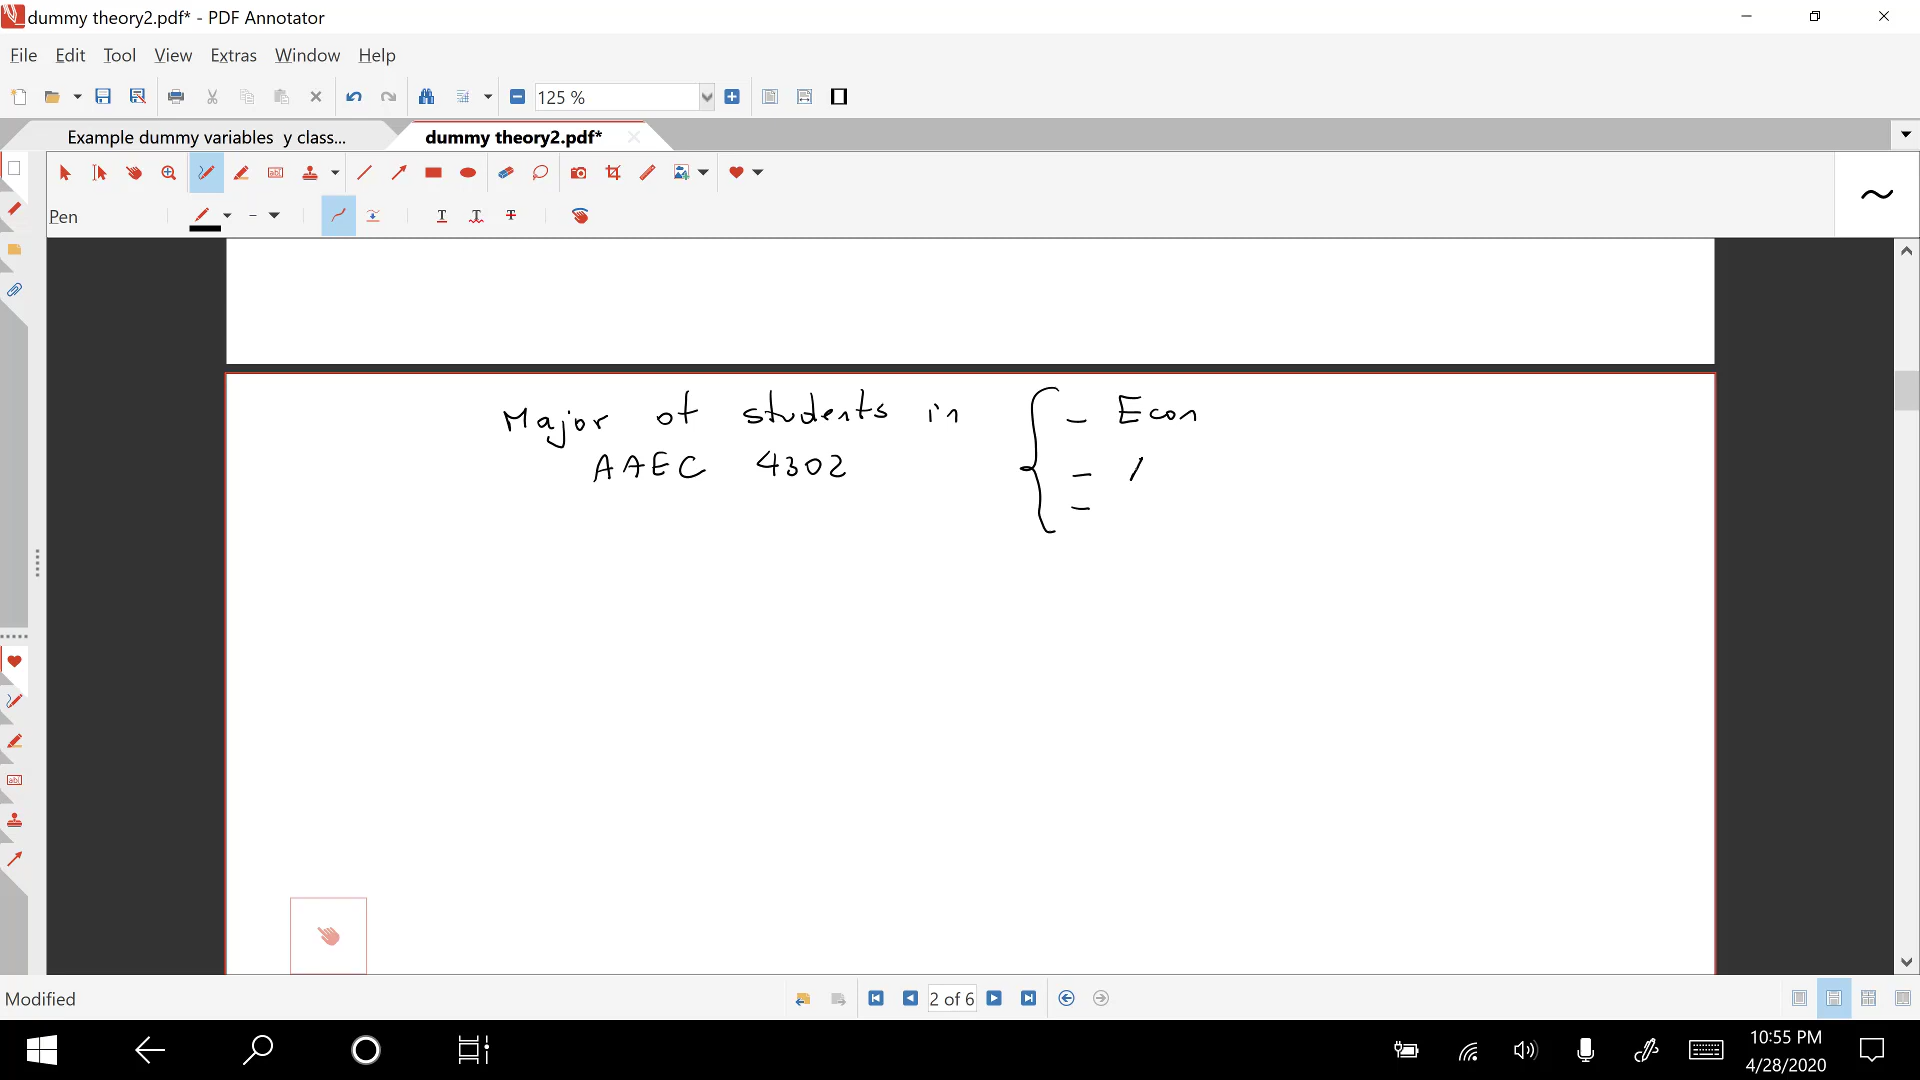 dummy theory2.pdf* - PDF Annotator
File Edit Tool View Extras Window Help
125 %
Example dummy variables y class...
dummy theory2.pdf*
Pen
Major of students in
AAEC 4302
- Econ
-
-
Modified
2 of 6
10:55 PM
4/28/2020